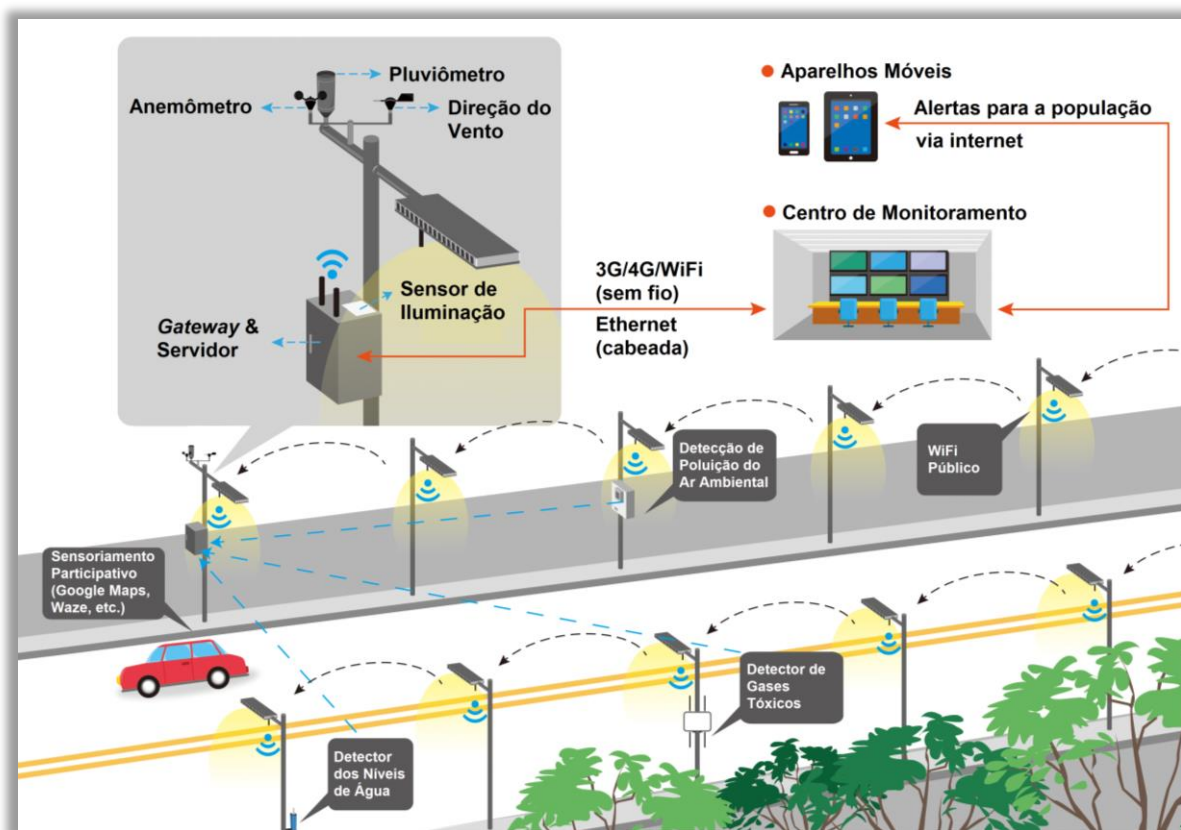 Pluviômetro
Anemômetro
Direção do
Vento
Sensor de
Iluminação
Gateway &
Servidor
Aparelhos Móveis
Alertas para a população
via internet
Centro de Monitoramento
3G/4G/WiFi
(sem fio)
Ethernet
(cabeada)
Detecção de
Poluição do
Ar Ambiental
WiFi
Público
Sensoriamento
Participativo
(Google Maps,
Waze, etc.)
Detector de
Gases
Tóxicos
Detector
dos Níveis
de Água